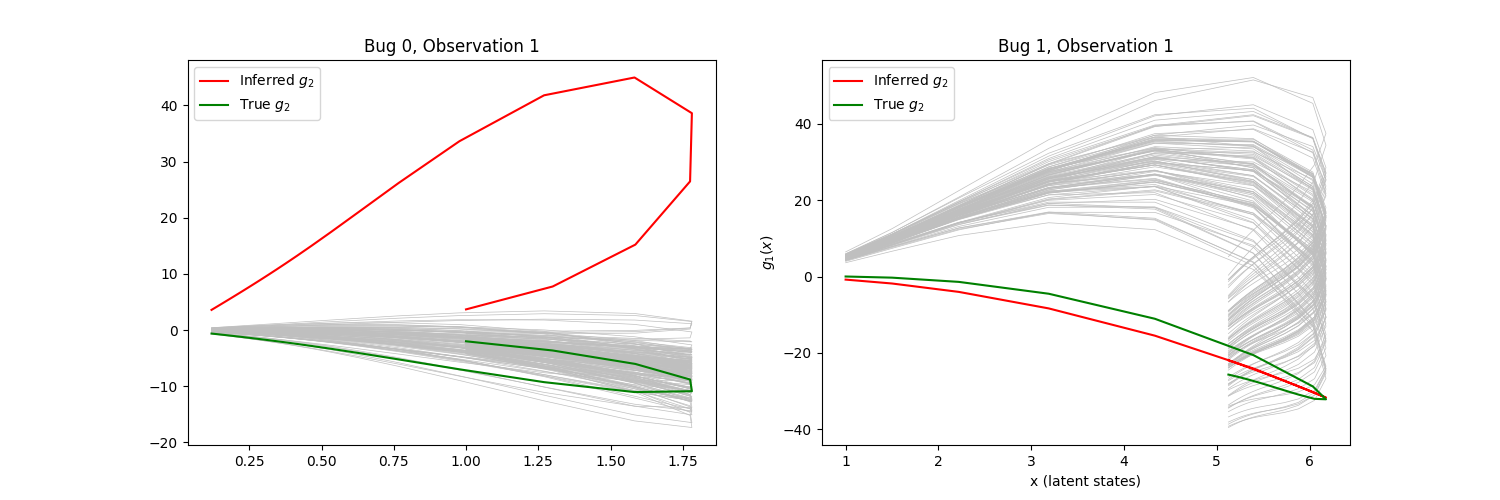 Bug 0, Observation 1
Inferred g₂
True g₂
40
30
20
10
0
−10
−20
0.25 0.50 0.75 1.00 1.25 1.50 1.75
Bug 1, Observation 1
Inferred g₂
True g₂
g₁(x)
40
20
0
−20
−40
1 2 3 4 5 6
x (latent states)